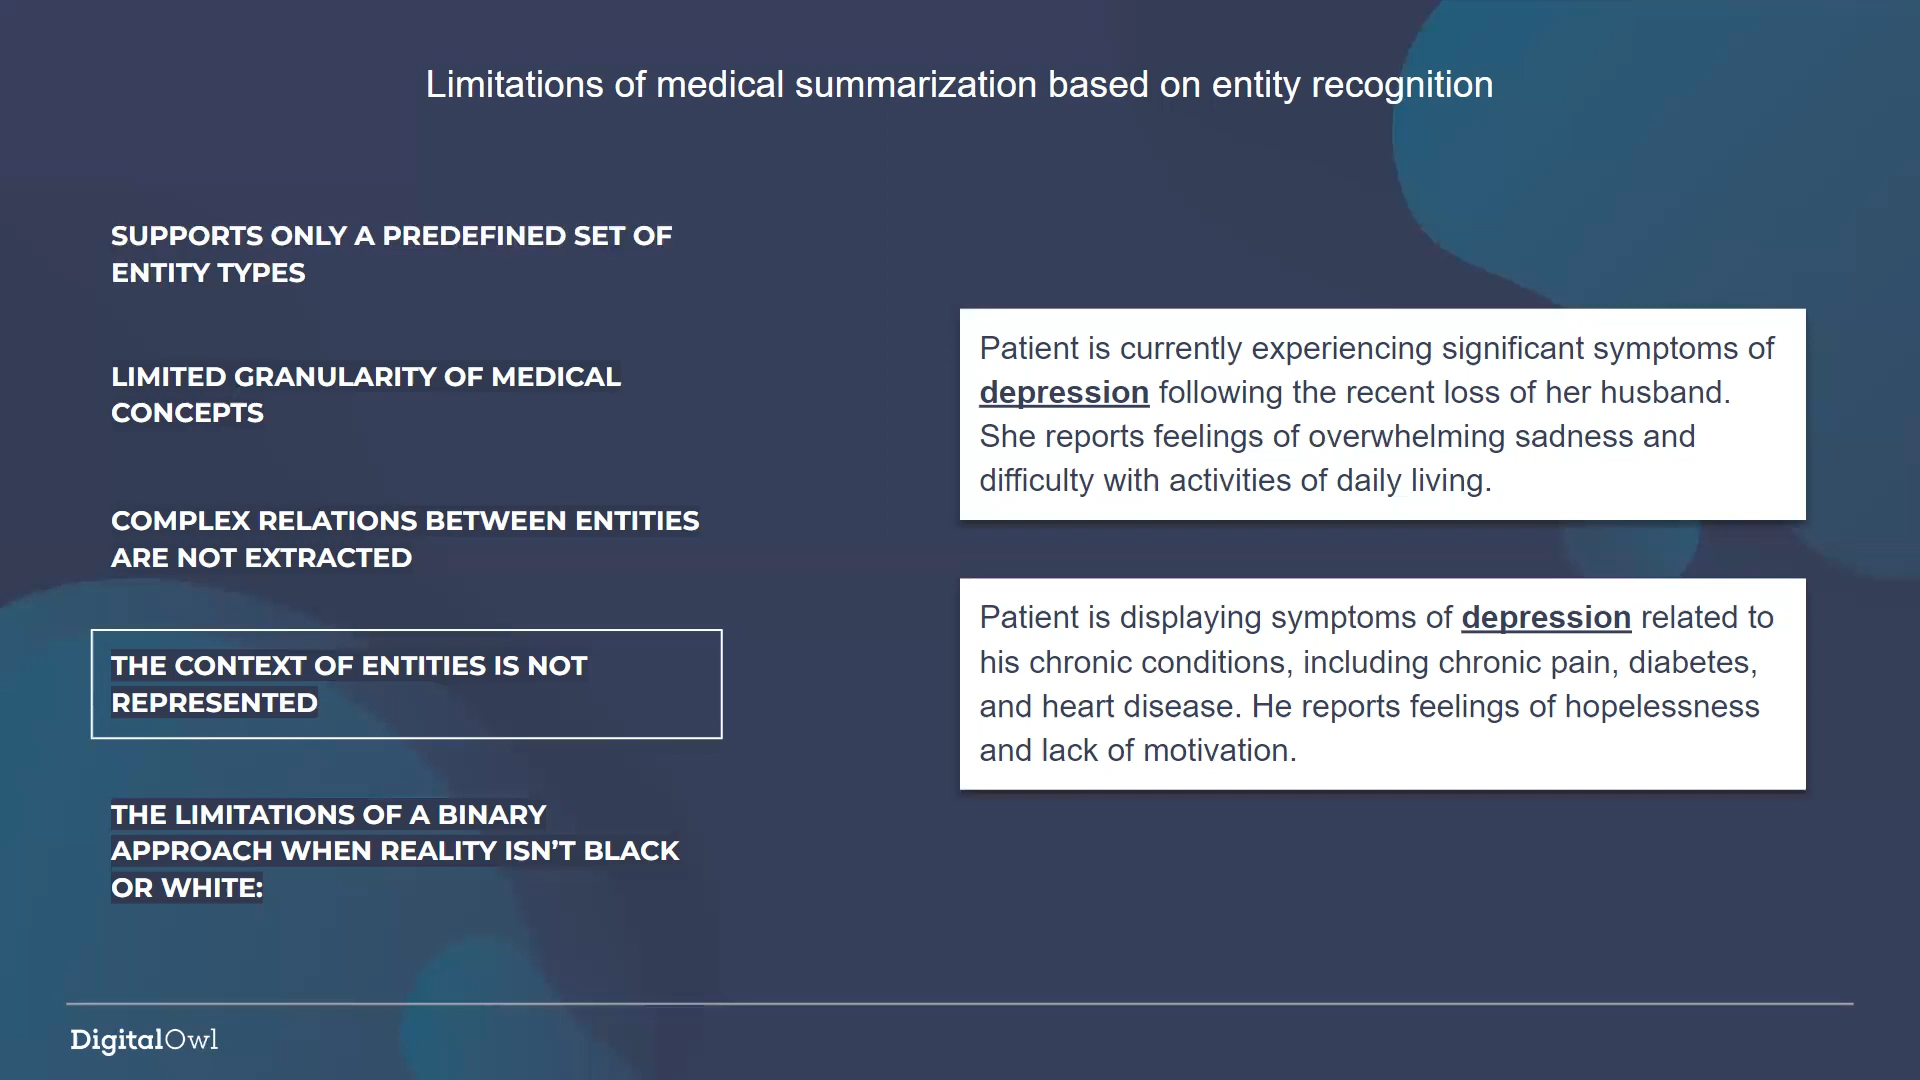 Limitations of medical summarization based on entity recognition
SUPPORTS ONLY A PREDEFINED SET OF
ENTITY TYPES
LIMITED GRANULARITY OF MEDICAL
CONCEPTS
COMPLEX RELATIONS BETWEEN ENTITIES
ARE NOT EXTRACTED
THE CONTEXT OF ENTITIES IS NOT
REPRESENTED
THE LIMITATIONS OF A BINARY
APPROACH WHEN REALITY ISN’T BLACK
OR WHITE:
Patient is currently experiencing significant symptoms of
depression following the recent loss of her husband.
She reports feelings of overwhelming sadness and
difficulty with activities of daily living.
Patient is displaying symptoms of depression related to
his chronic conditions, including chronic pain, diabetes,
and heart disease. He reports feelings of hopelessness
and lack of motivation.
DigitalOwl